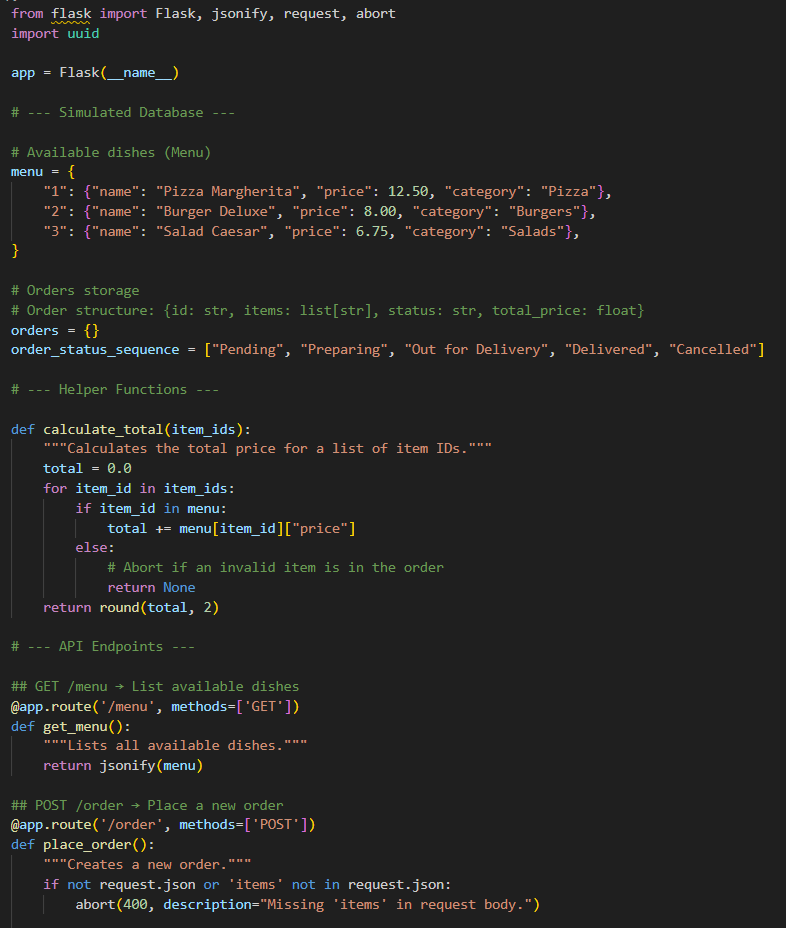 from flask import Flask, jsonify, request, abort
import uuid

app = Flask(__name__)

# --- Simulated Database ---

# Available dishes (Menu)
menu = {
    "1": {"name": "Pizza Margherita", "price": 12.50, "category": "Pizza"},
    "2": {"name": "Burger Deluxe", "price": 8.00, "category": "Burgers"},
    "3": {"name": "Salad Caesar", "price": 6.75, "category": "Salads"},
}

# Orders storage
# Order structure: {id: str, items: list[str], status: str, total_price: float}
orders = {}
order_status_sequence = ["Pending", "Preparing", "Out for Delivery", "Delivered", "Cancelled"]

# --- Helper Functions ---

def calculate_total(item_ids):
    """Calculates the total price for a list of item IDs."""
    total = 0.0
    for item_id in item_ids:
        if item_id in menu:
            total += menu[item_id]["price"]
        else:
            # Abort if an invalid item is in the order
            return None
    return round(total, 2)

# --- API Endpoints ---

## GET /menu → List available dishes
@app.route('/menu', methods=['GET'])
def get_menu():
    """Lists all available dishes."""
    return jsonify(menu)

## POST /order → Place a new order
@app.route('/order', methods=['POST'])
def place_order():
    """Creates a new order."""
    if not request.json or 'items' not in request.json:
        abort(400, description="Missing 'items' in request body.")